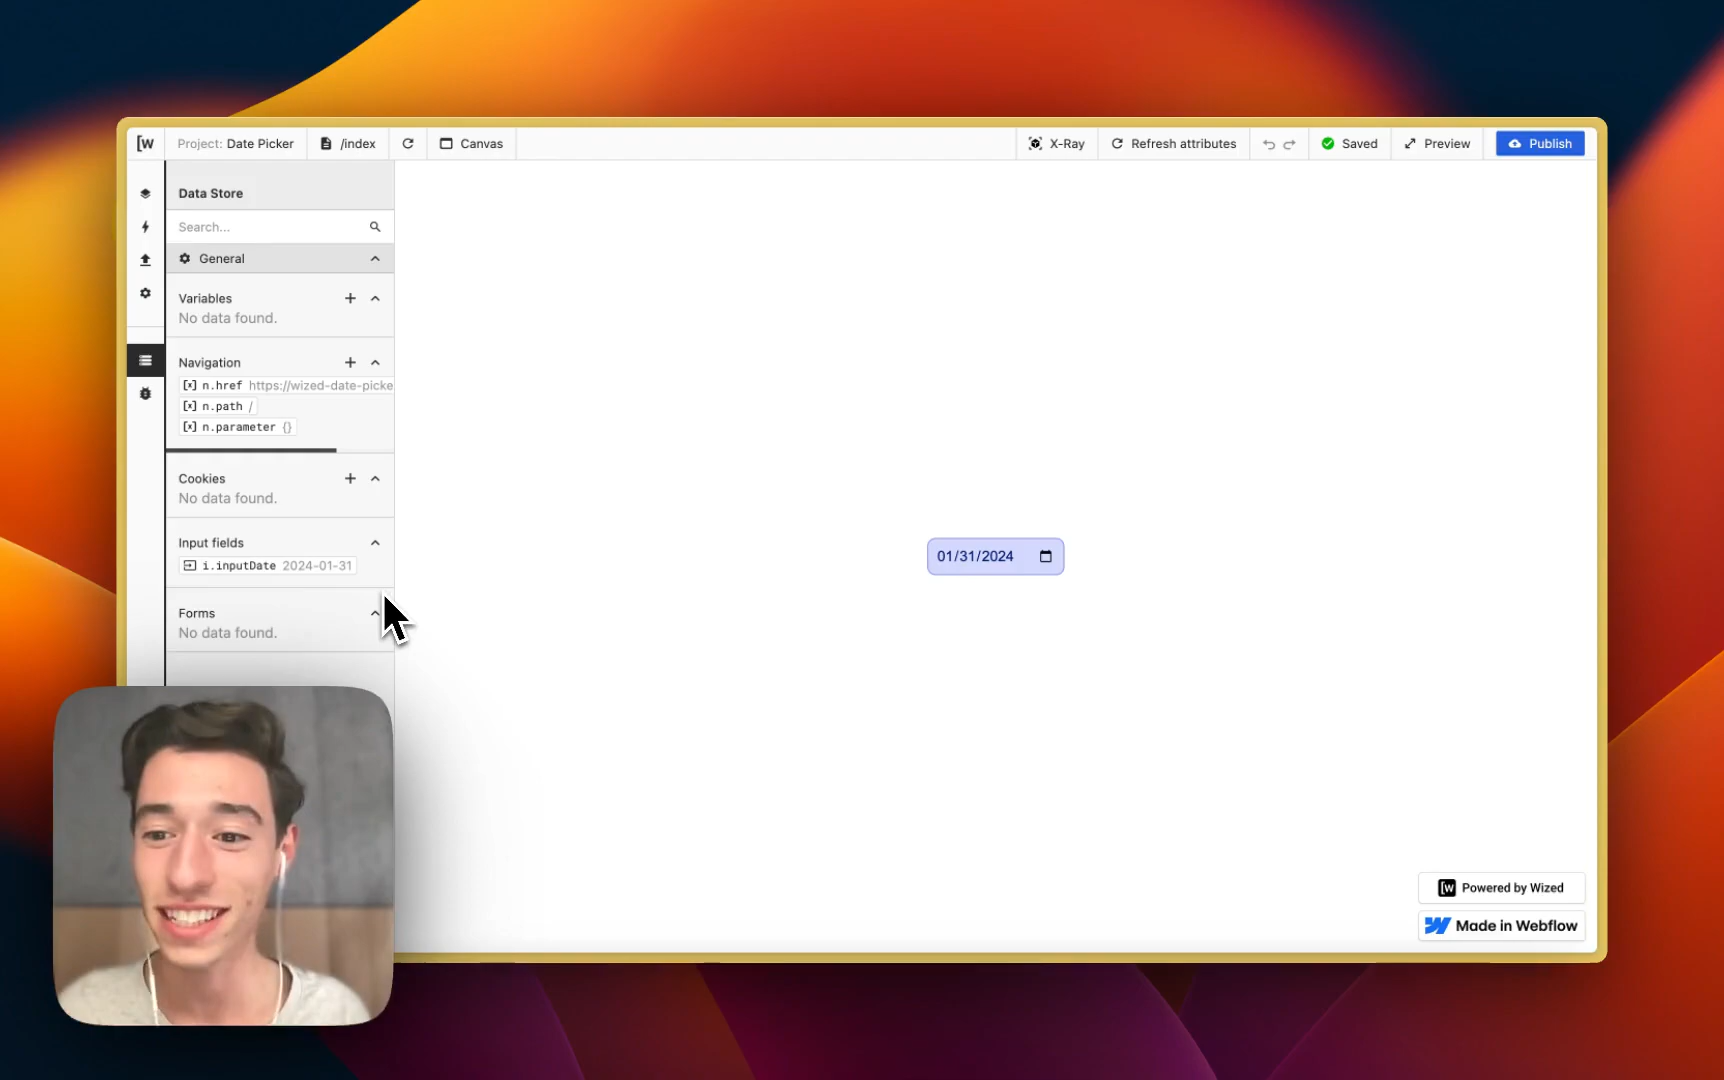 [W Project: Date Picker /index Canvas X-Ray Refresh attributes Saved Preview Publish
Data Store
Search...
General
Variables
No data found.
Navigation
[x] n.href https://wized-date-picke
[x] n.path /
[x] n.parameter {}
Cookies
No data found.
Input fields
i.inputDate 2024-01-31
Forms
No data found.
01/31/2024
[W Powered by Wized
Made in Webflow